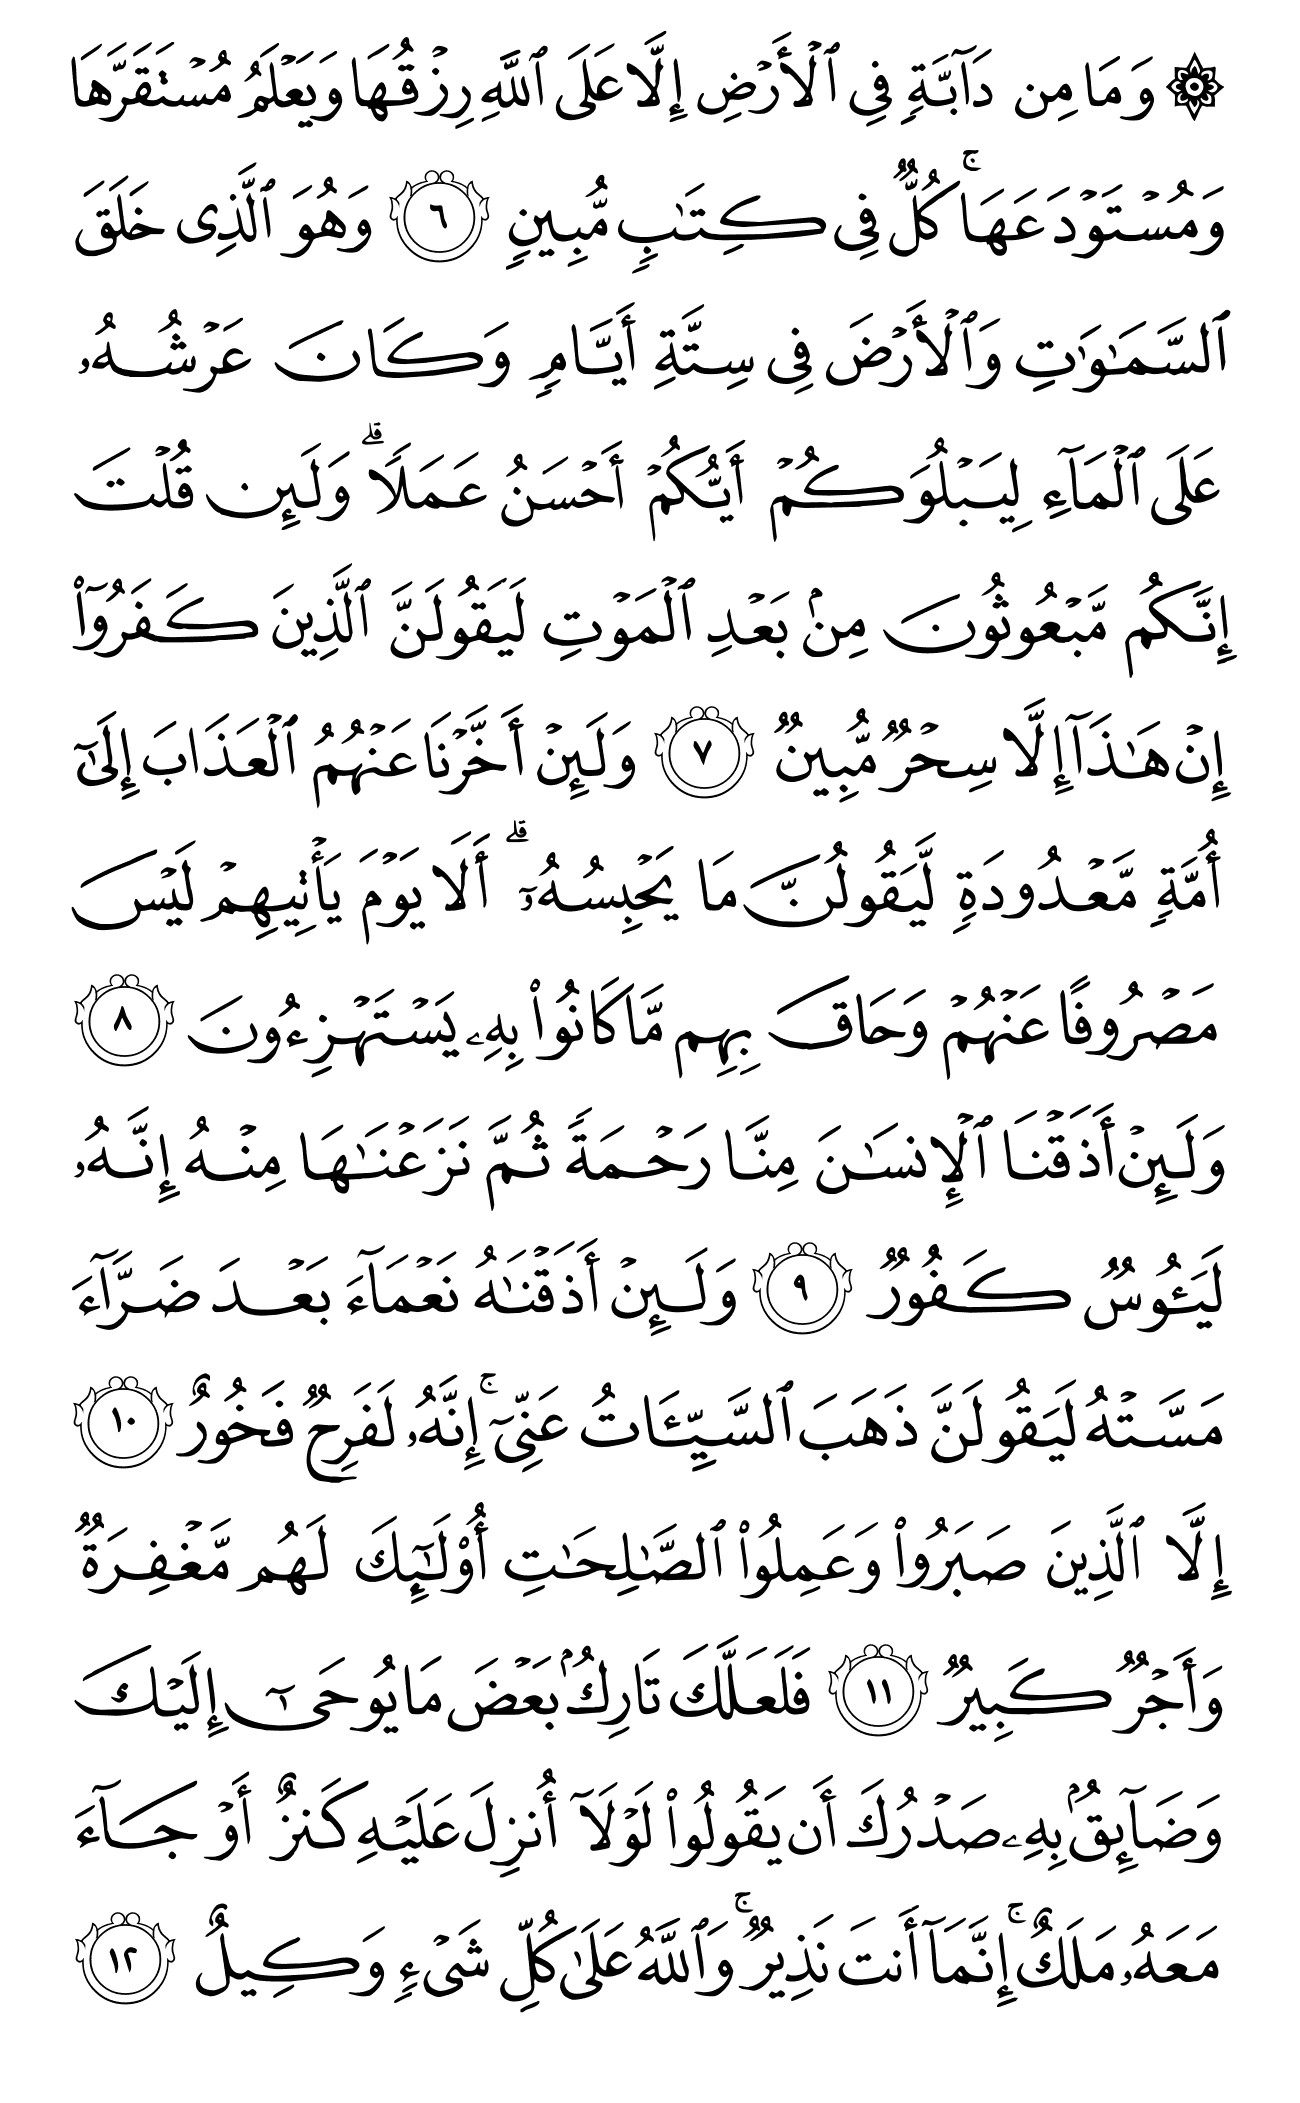 ۞ وَمَا مِن دَآبَّةٍ فِى ٱلْأَرْضِ إِلَّا عَلَى ٱللَّهِ رِزْقُهَا وَيَعْلَمُ مُسْتَقَرَّهَا
وَمُسْتَوْدَعَهَا ۚ كُلٌّ فِى كِتَـٰبٍ مُّبِينٍ ٦ وَهُوَ ٱلَّذِى خَلَقَ
ٱلسَّمَـٰوَٰتِ وَٱلْأَرْضَ فِى سِتَّةِ أَيَّامٍ وَكَانَ عَرْشُهُۥ
عَلَى ٱلْمَآءِ لِيَبْلُوَكُمْ أَيُّكُمْ أَحْسَنُ عَمَلًا ۗ وَلَئِن قُلْتَ
إِنَّكُم مَّبْعُوثُونَ مِنۢ بَعْدِ ٱلْمَوْتِ لَيَقُولَنَّ ٱلَّذِينَ كَفَرُوٓا۟
إِنْ هَـٰذَآ إِلَّا سِحْرٌ مُّبِينٌ ٧ وَلَئِنْ أَخَّرْنَا عَنْهُمُ ٱلْعَذَابَ إِلَىٰٓ
أُمَّةٍ مَّعْدُودَةٍ لَّيَقُولُنَّ مَا يَحْبِسُهُۥٓ ۗ أَلَا يَوْمَ يَأْتِيهِمْ لَيْسَ
مَصْرُوفًا عَنْهُمْ وَحَاقَ بِهِم مَّا كَانُوا۟ بِهِۦ يَسْتَهْزِءُونَ ٨
وَلَئِنْ أَذَقْنَا ٱلْإِنسَـٰنَ مِنَّا رَحْمَةً ثُمَّ نَزَعْنَـٰهَا مِنْهُ إِنَّهُۥ
لَيَـُٔوسٌ كَفُورٌ ٩ وَلَئِنْ أَذَقْنَـٰهُ نَعْمَآءَ بَعْدَ ضَرَّآءَ
مَسَّتْهُ لَيَقُولَنَّ ذَهَبَ ٱلسَّيِّـَٔاتُ عَنِّىٓ ۚ إِنَّهُۥ لَفَرِحٌ فَخُورٌ ١٠
إِلَّا ٱلَّذِينَ صَبَرُوا۟ وَعَمِلُوا۟ ٱلصَّـٰلِحَـٰتِ أُو۟لَـٰٓئِكَ لَهُم مَّغْفِرَةٌ
وَأَجْرٌ كَبِيرٌ ١١ فَلَعَلَّكَ تَارِكٌۢ بَعْضَ مَا يُوحَىٰٓ إِلَيْكَ
وَضَآئِقٌۢ بِهِۦ صَدْرُكَ أَن يَقُولُوا۟ لَوْلَآ أُنزِلَ عَلَيْهِ كَنزٌ أَوْ جَآءَ
مَعَهُۥ مَلَكٌ ۚ إِنَّمَآ أَنتَ نَذِيرٌ ۚ وَٱللَّهُ عَلَىٰ كُلِّ شَىْءٍ وَكِيلٌ ١٢